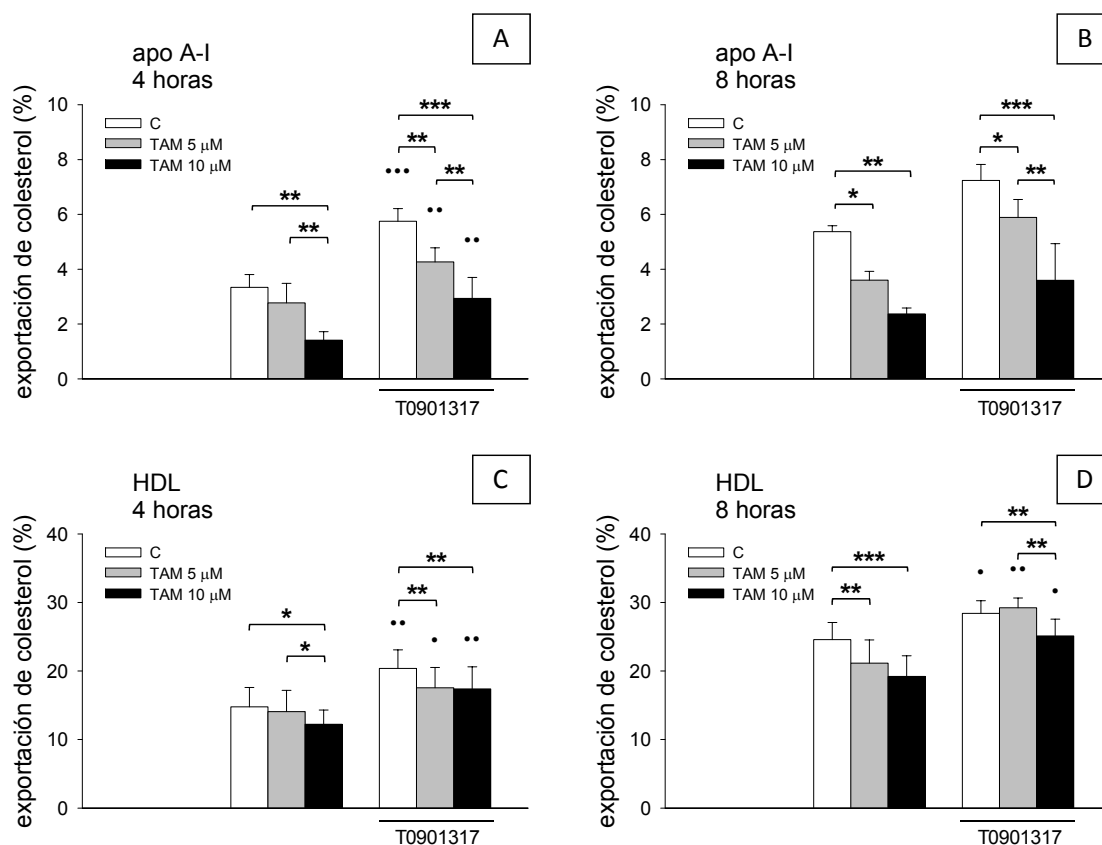 A
apo A-I
4 horas
exportación de colesterol (%)
10
8
6
4
2
0
C
TAM 5 µM
TAM 10 µM
**
**
***
**
**
•••
••
••
T0901317
B
apo A-I
8 horas
exportación de colesterol (%)
10
8
6
4
2
0
C
TAM 5 µM
TAM 10 µM
**
*
***
*
**
T0901317
C
HDL
4 horas
exportación de colesterol (%)
40
30
20
10
0
C
TAM 5 µM
TAM 10 µM
*
*
**
**
••
•
••
T0901317
D
HDL
8 horas
exportación de colesterol (%)
40
30
20
10
0
C
TAM 5 µM
TAM 10 µM
***
**
**
**
•
••
•
T0901317